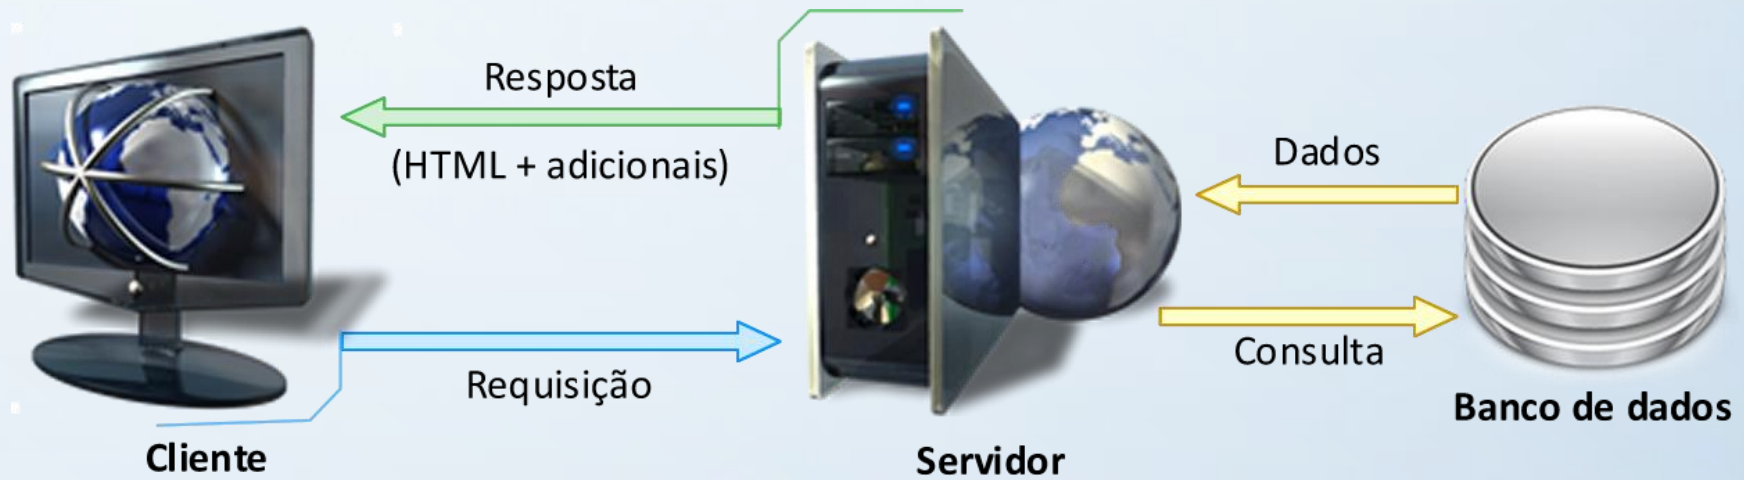 Resposta
(HTML + adicionais)
Dados
Requisição
Consulta
Banco de dados
Cliente
Servidor